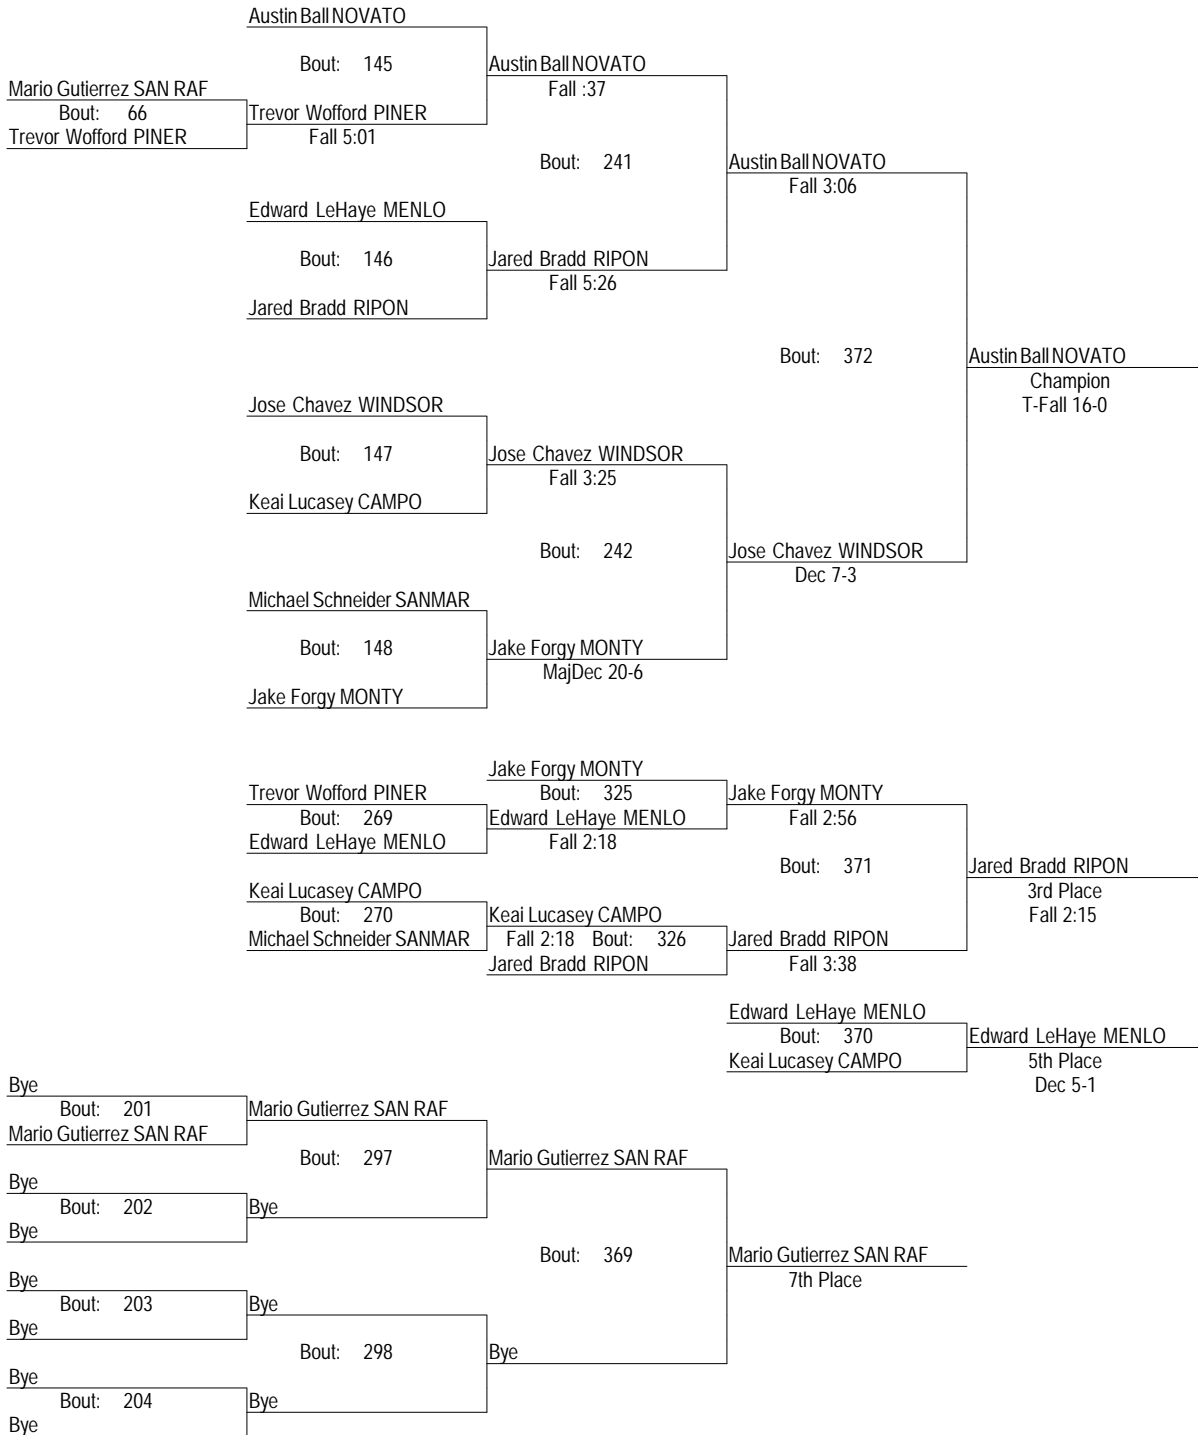 Austin Ball NOVATO
Bout: 145
Austin Ball NOVATO
Fall :37
Mario Gutierrez SAN RAF
Bout: 66
Trevor Wofford PINER
Trevor Wofford PINER
Fall 5:01
Bout: 241
Austin Ball NOVATO
Fall 3:06
Edward LeHaye MENLO
Bout: 146
Jared Bradd RIPON
Fall 5:26
Jared Bradd RIPON
Bout: 372
Austin Ball NOVATO
Champion
T-Fall 16-0
Jose Chavez WINDSOR
Bout: 147
Jose Chavez WINDSOR
Fall 3:25
Keai Lucasey CAMPO
Bout: 242
Jose Chavez WINDSOR
Dec 7-3
Michael Schneider SANMAR
Bout: 148
Jake Forgy MONTY
MajDec 20-6
Jake Forgy MONTY
Jake Forgy MONTY
Trevor Wofford PINER
Bout: 325
Jake Forgy MONTY
Bout: 269
Edward LeHaye MENLO
Fall 2:56
Edward LeHaye MENLO
Fall 2:18
Bout: 371
Jared Bradd RIPON
3rd Place
Fall 2:15
Keai Lucasey CAMPO
Bout: 270
Keai Lucasey CAMPO
Michael Schneider SANMAR
Fall 2:18 Bout: 326
Jared Bradd RIPON
Jared Bradd RIPON
Fall 3:38
Edward LeHaye MENLO
Bout: 370
Edward LeHaye MENLO
Keai Lucasey CAMPO
5th Place
Dec 5-1
Bye
Bout: 201
Mario Gutierrez SAN RAF
Mario Gutierrez SAN RAF
Bout: 297
Mario Gutierrez SAN RAF
Bye
Bout: 202
Bye
Bye
Bout: 369
Mario Gutierrez SAN RAF
7th Place
Bye
Bout: 203
Bye
Bye
Bout: 298
Bye
Bye
Bout: 204
Bye
Bye